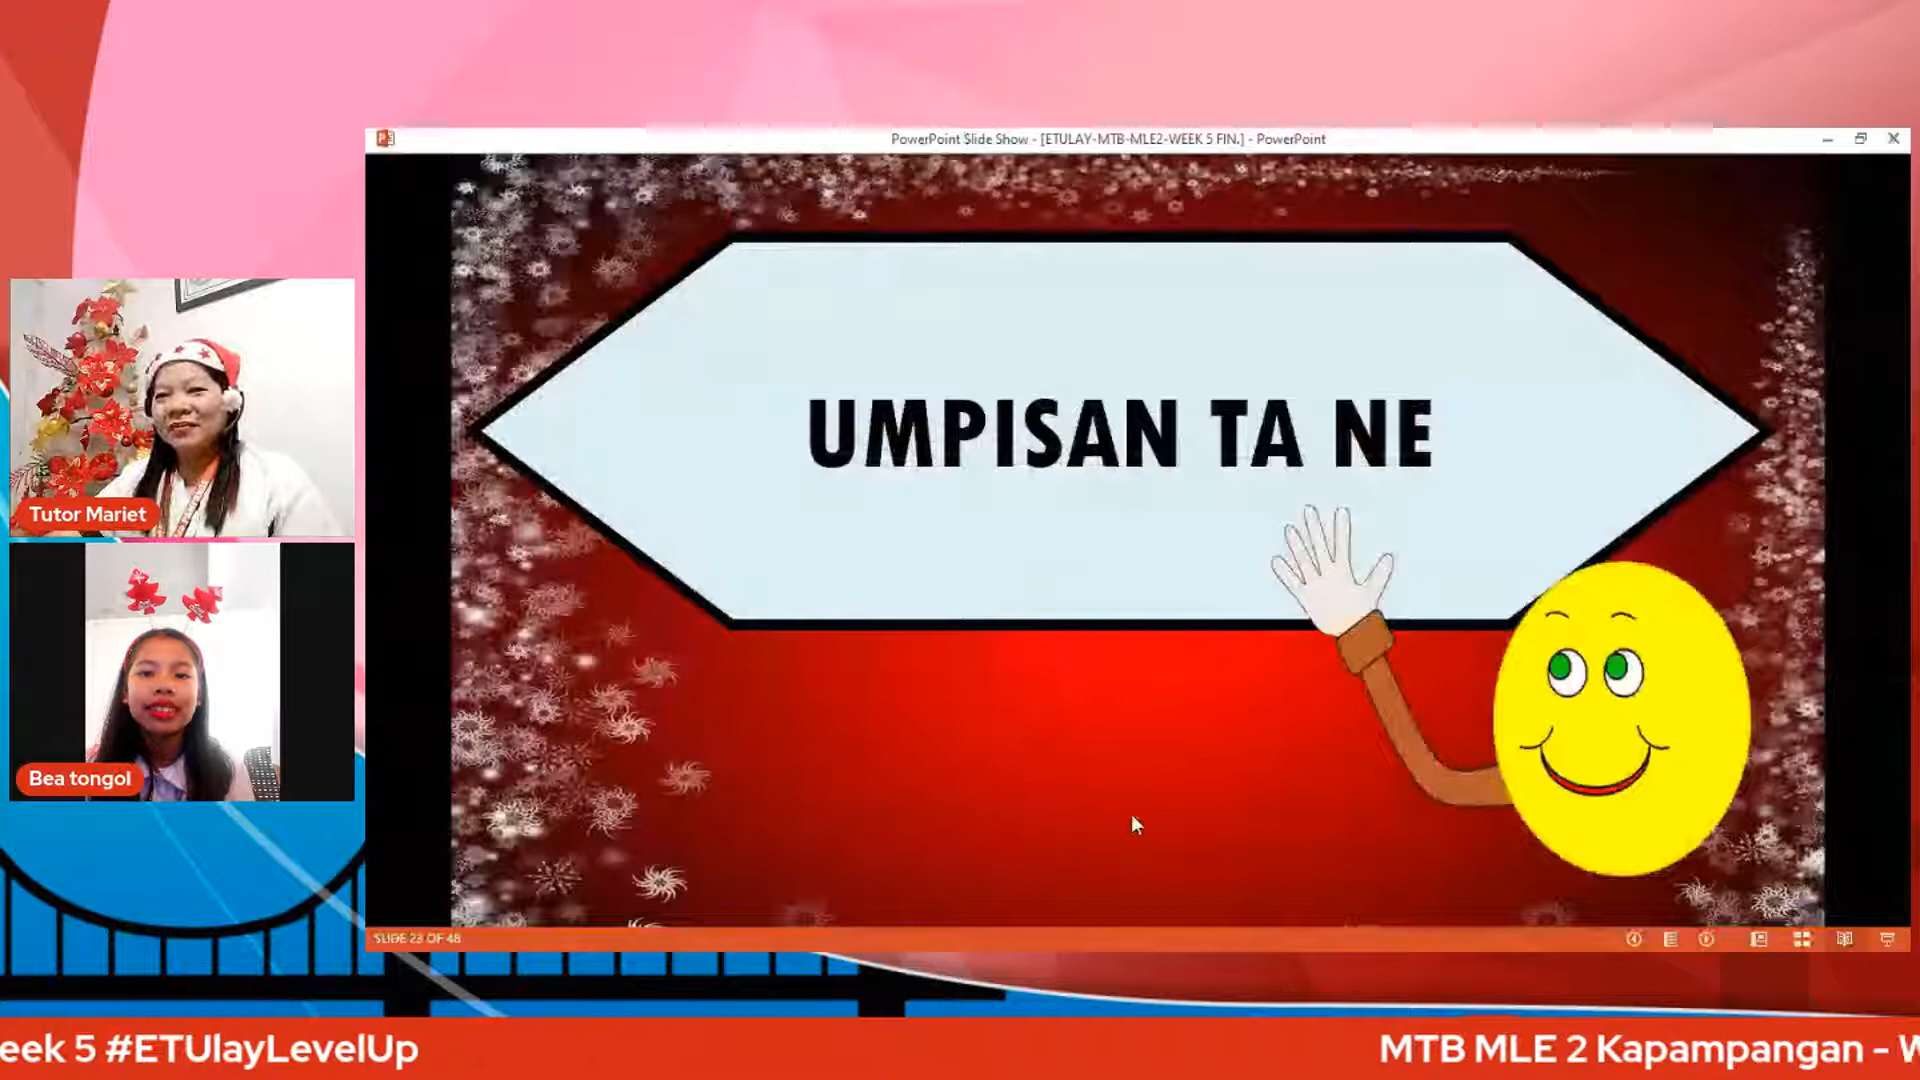 PowerPoint Slide Show - [ETULAY-MTB-MLE2-WEEK 5 FIN.] - PowerPoint
UMPISAN TA NE
Tutor Mariet
Bea tongol
SLIDE 23 OF 48
eek 5 #ETUlayLevelUp
MTB MLE 2 Kapampangan - W